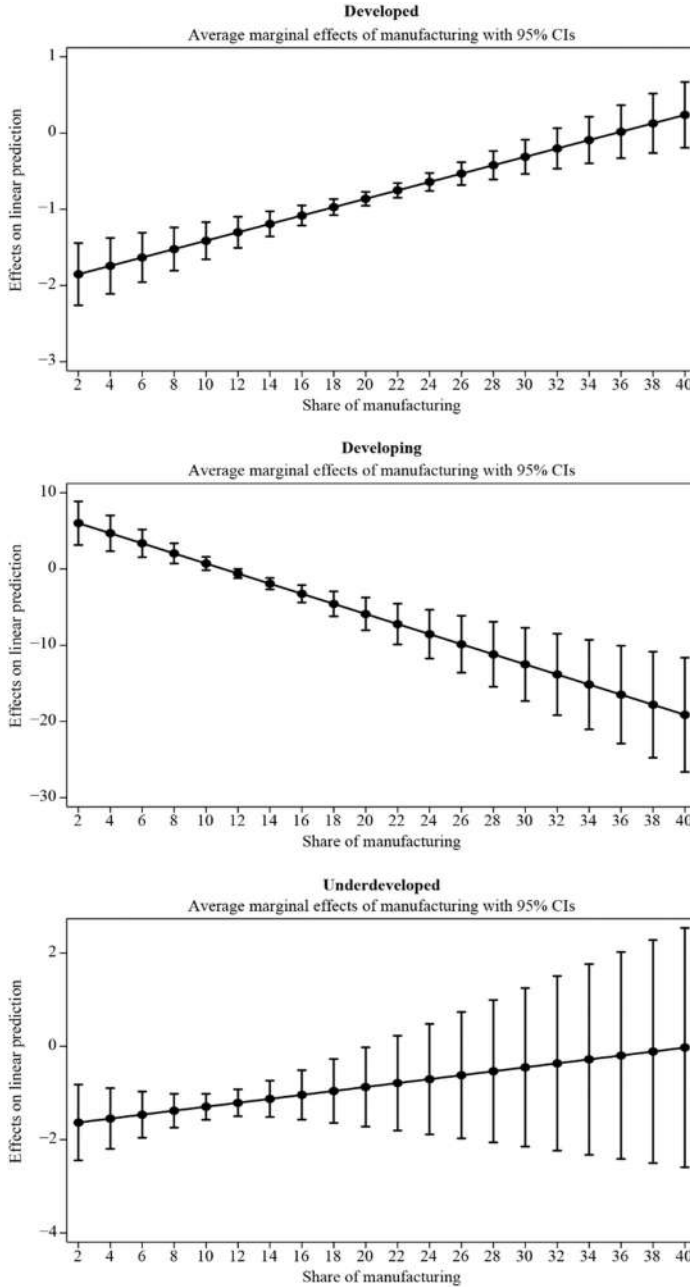 Developed
Average marginal effects of manufacturing with 95% CIs
Effects on linear prediction
1
0
−1
−2
−3
2 4 6 8 10 12 14 16 18 20 22 24 26 28 30 32 34 36 38 40
Share of manufacturing
Developing
Average marginal effects of manufacturing with 95% CIs
Effects on linear prediction
10
0
−10
−20
−30
2 4 6 8 10 12 14 16 18 20 22 24 26 28 30 32 34 36 38 40
Share of manufacturing
Underdeveloped
Average marginal effects of manufacturing with 95% CIs
Effects on linear prediction
2
0
−2
−4
2 4 6 8 10 12 14 16 18 20 22 24 26 28 30 32 34 36 38 40
Share of manufacturing